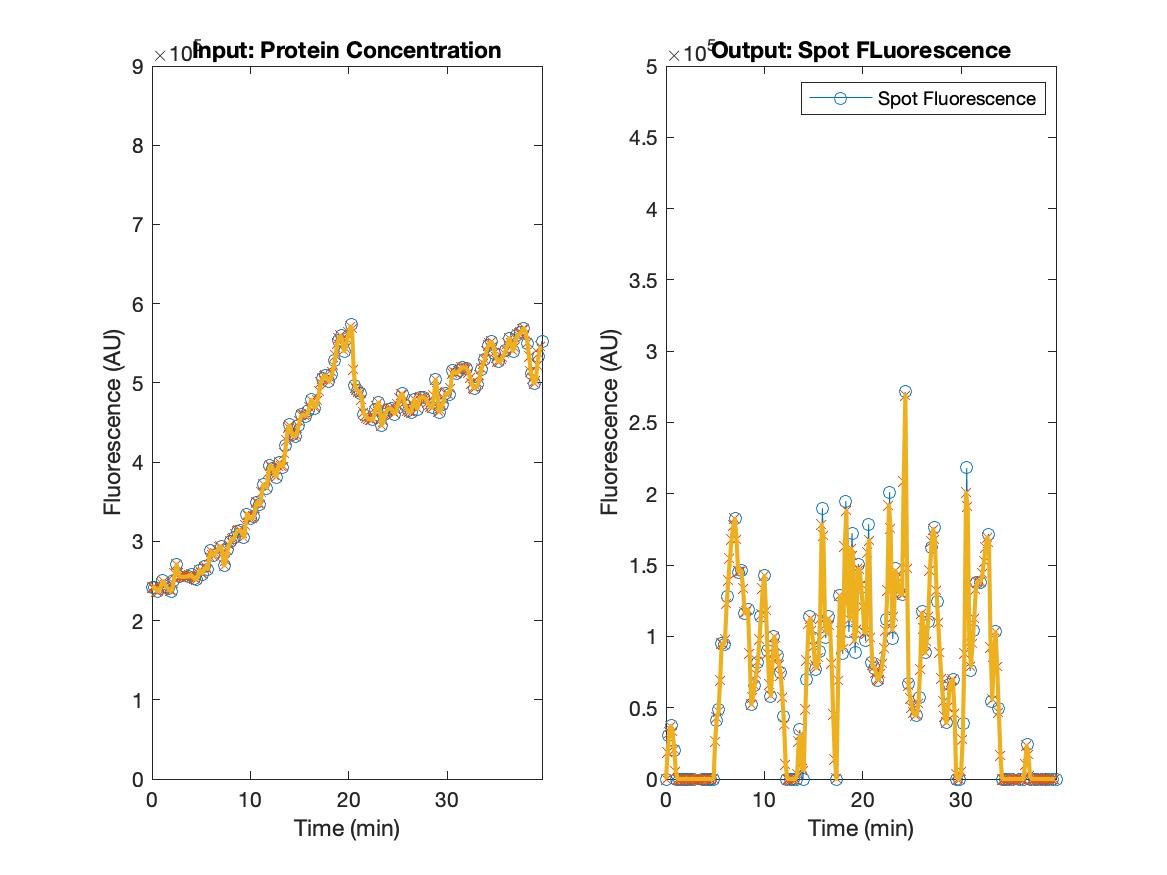 ×10⁵
Input: Protein Concentration
9
8
7
6
5
4
3
2
1
0
0 10 20 30
Fluorescence (AU)
Time (min)
×10⁵
Output: Spot FLuorescence
Spot Fluorescence
5
4.5
4
3.5
3
2.5
2
1.5
1
0.5
0
0 10 20 30
Fluorescence (AU)
Time (min)